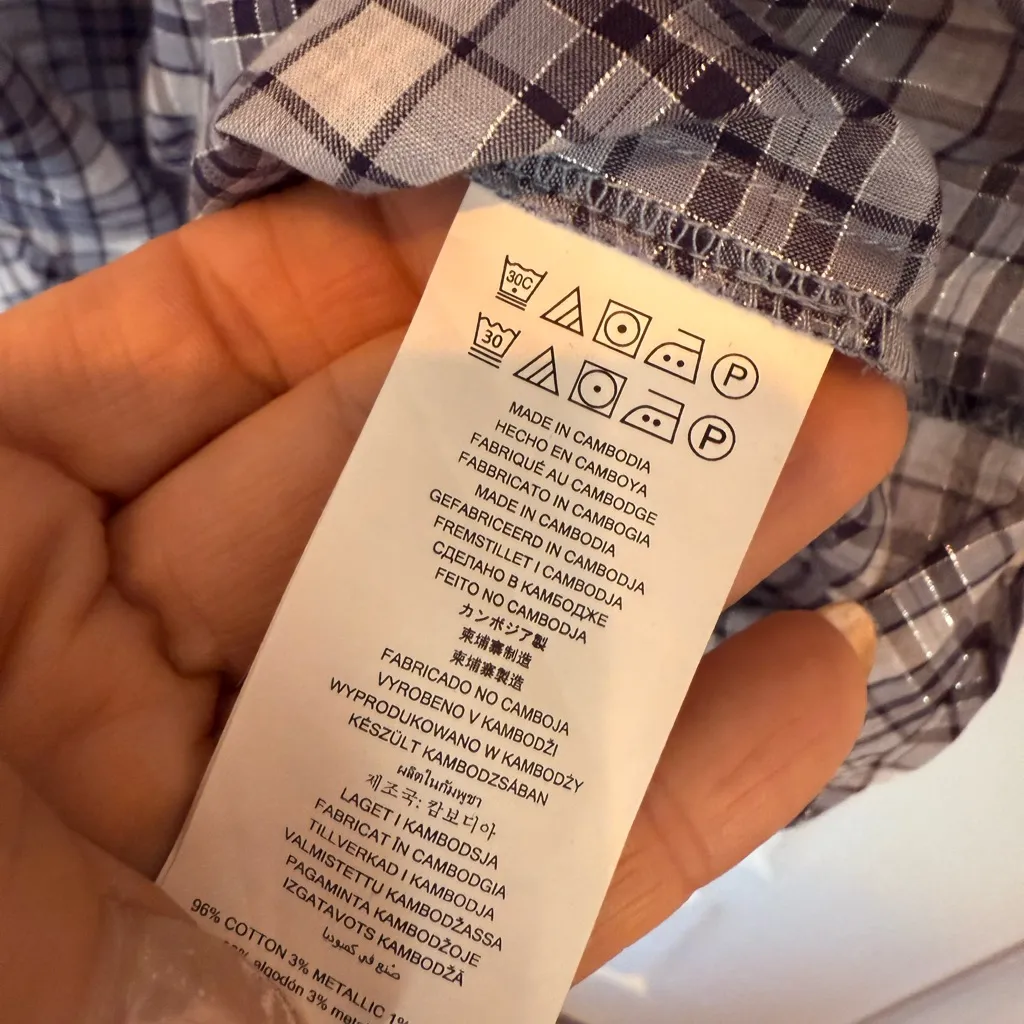 30C P
30 P
MADE IN CAMBODIA
HECHO EN CAMBOYA
FABRIQUÉ AU CAMBODGE
FABBRICATO IN CAMBOGIA
MADE IN CAMBODIA
GEFABRICEERD IN CAMBODJA
FREMSTILLET I CAMBODJA
СДЕЛАНО В КАМБОДЖЕ
FEITO NO CAMBODJA
カンボジア製
柬埔寨制造
柬埔寨製造
FABRICADO NO CAMBOJA
VYROBENO V KAMBODŽI
WYPRODUKOWANO W KAMBODŻY
KÉSZÜLT KAMBODZSÁBAN
ผลิตในกัมพูชา
제조국: 캄보디아
LAGET I KAMBODSJA
FABRICAT ÎN CAMBODGIA
TILLVERKAD I KAMBODJA
VALMISTETTU KAMBODŽASSA
PAGAMINTA KAMBODŽOJE
IZGATAVOTS KAMBODŽĀ
صنع في كمبوديا
96% COTTON 3% METALLIC 1%
algodón 3%